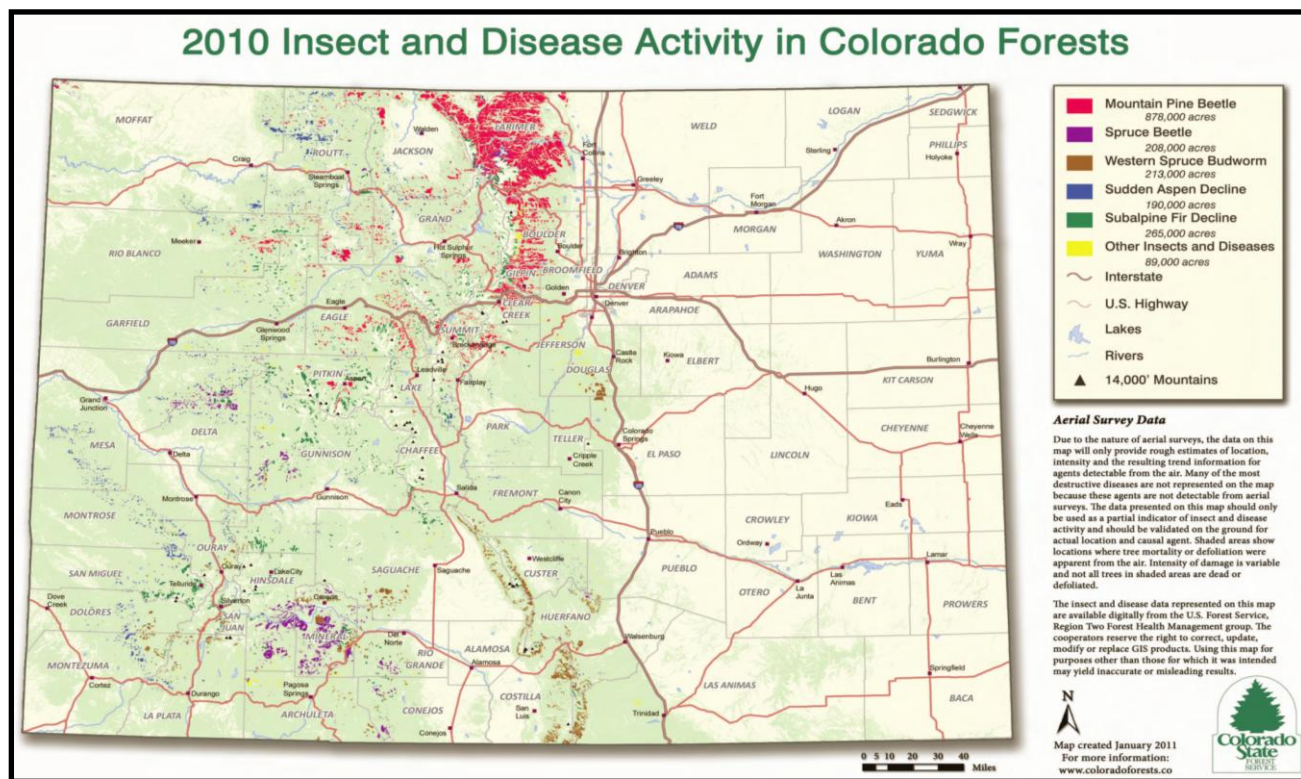 2010 Insect and Disease Activity in Colorado Forests
MOFFAT
Craig
ROUTT
Steamboat
Springs
Walden
JACKSON
LARIMER
Fort
Collins
WELD
Greeley
LOGAN
Sterling
SEDGWICK
PHILLIPS
Holyoke
Fort
Morgan
MORGAN
Akron
WASHINGTON
YUMA
Wray
RIO BLANCO
Meeker
GRAND
Hot Sulphur
Springs
BOULDER
Boulder
BROOMFIELD
Brighton
ADAMS
GILPIN
Golden
DENVER
Denver
ARAPAHOE
CLEAR
CREEK
GARFIELD
Glenwood
Springs
Eagle
EAGLE
SUMMIT
Breckenridge
JEFFERSON
Castle
Rock
DOUGLAS
Kiowa
ELBERT
Burlington
KIT CARSON
Hugo
PITKIN
Aspen
Leadville
LAKE
Fairplay
PARK
Grand
Junction
MESA
DELTA
Delta
GUNNISON
Gunnison
CHAFFEE
TELLER
Cripple
Creek
Colorado
Springs
EL PASO
LINCOLN
CHEYENNE
Cheyenne
Wells
MONTROSE
Montrose
Salida
FREMONT
Canon
City
Pueblo
PUEBLO
CROWLEY
Ordway
Eads
KIOWA
OURAY
Ouray
SAN MIGUEL
Telluride
HINSDALE
LakeCity
SAGUACHE
Saguache
Westcliffe
CUSTER
Las
Animas
Lamar
Dove
Creek
DOLORES
Silverton
SAN
JUAN
Creede
MINERAL
Del
Norte
RIO
GRANDE
ALAMOSA
Alamosa
HUERFANO
Walsenburg
OTERO
La
Junta
BENT
PROWERS
MONTEZUMA
Cortez
LA PLATA
Durango
Pagosa
Springs
ARCHULETA
CONEJOS
Conejos
COSTILLA
San
Luis
Trinidad
LAS ANIMAS
Springfield
BACA
0 5 10 20 30 40
Miles
Mountain Pine Beetle
878,000 acres
Spruce Beetle
208,000 acres
Western Spruce Budworm
213,000 acres
Sudden Aspen Decline
190,000 acres
Subalpine Fir Decline
265,000 acres
Other Insects and Diseases
89,000 acres
Interstate
U.S. Highway
Lakes
Rivers
14,000' Mountains
Aerial Survey Data
Due to the nature of aerial surveys, the data on this
map will only provide rough estimates of location,
intensity and the resulting trend information for
agents detectable from the air. Many of the most
destructive diseases are not represented on the map
because these agents are not detectable from aerial
surveys. The data presented on this map should only
be used as a partial indicator of insect and disease
activity and should be validated on the ground for
actual location and causal agent. Shaded areas show
locations where tree mortality or defoliation were
apparent from the air. Intensity of damage is variable
and not all trees in shaded areas are dead or
defoliated.
The insect and disease data represented on this map
are available digitally from the U.S. Forest Service,
Region Two Forest Health Management group. The
cooperators reserve the right to correct, update,
modify or replace GIS products. Using this map for
purposes other than those for which it was intended
may yield inaccurate or misleading results.
N
Map created January 2011
For more information:
www.coloradoforests.co
Colorado
State
FOREST
SERVICE